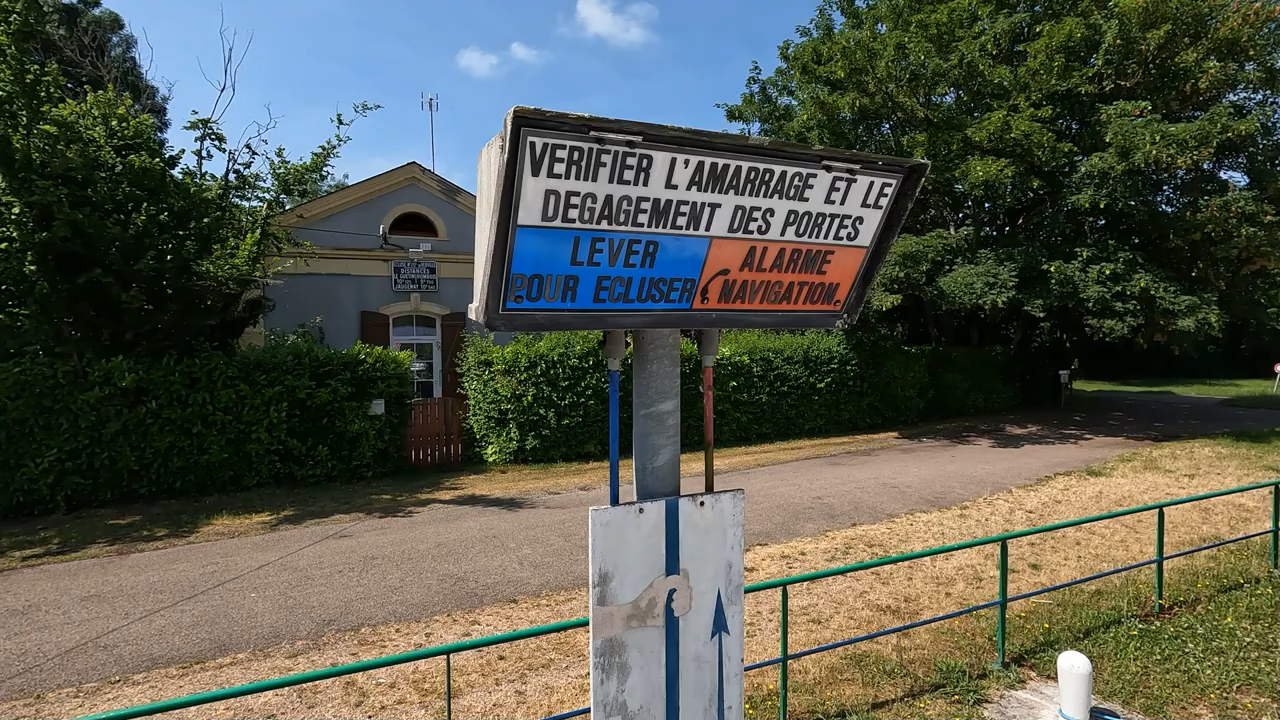 VERIFIER L'AMARRAGE ET LE
DEGAGEMENT DES PORTES
LEVER
POUR ECLUSER
ALARME
NAVIGATION
DISTANCES